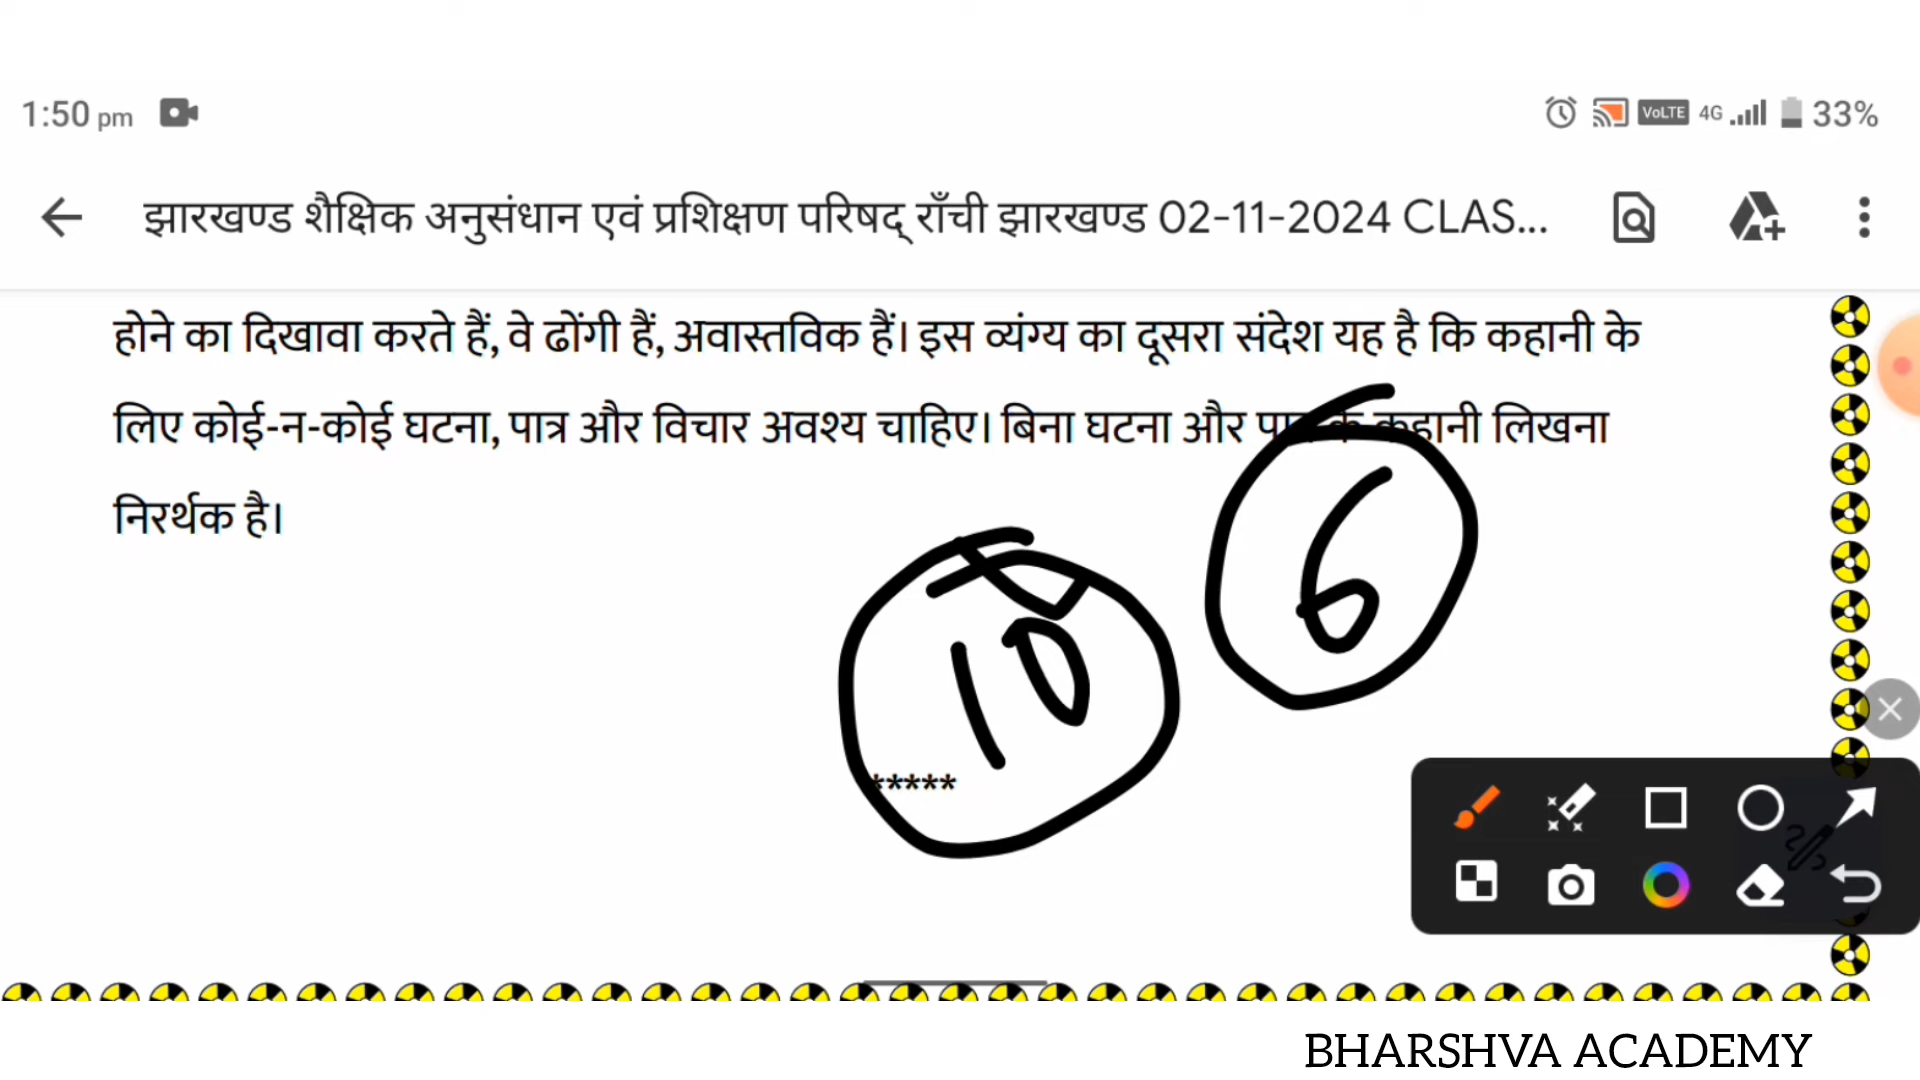 1:50 pm
VoLTE 4G 33%
झारखण्ड शैक्षिक अनुसंधान एवं प्रशिक्षण परिषद् राँची झारखण्ड 02-11-2024 CLAS...
होने का दिखावा करते हैं, वे ढोंगी हैं, अवास्तविक हैं। इस व्यंग्य का दूसरा संदेश यह है कि कहानी के
लिए कोई-न-कोई घटना, पात्र और विचार अवश्य चाहिए। बिना घटना और पात्र के कहानी लिखना
निरर्थक है।
6
10
*****
BHARSHVA ACADEMY